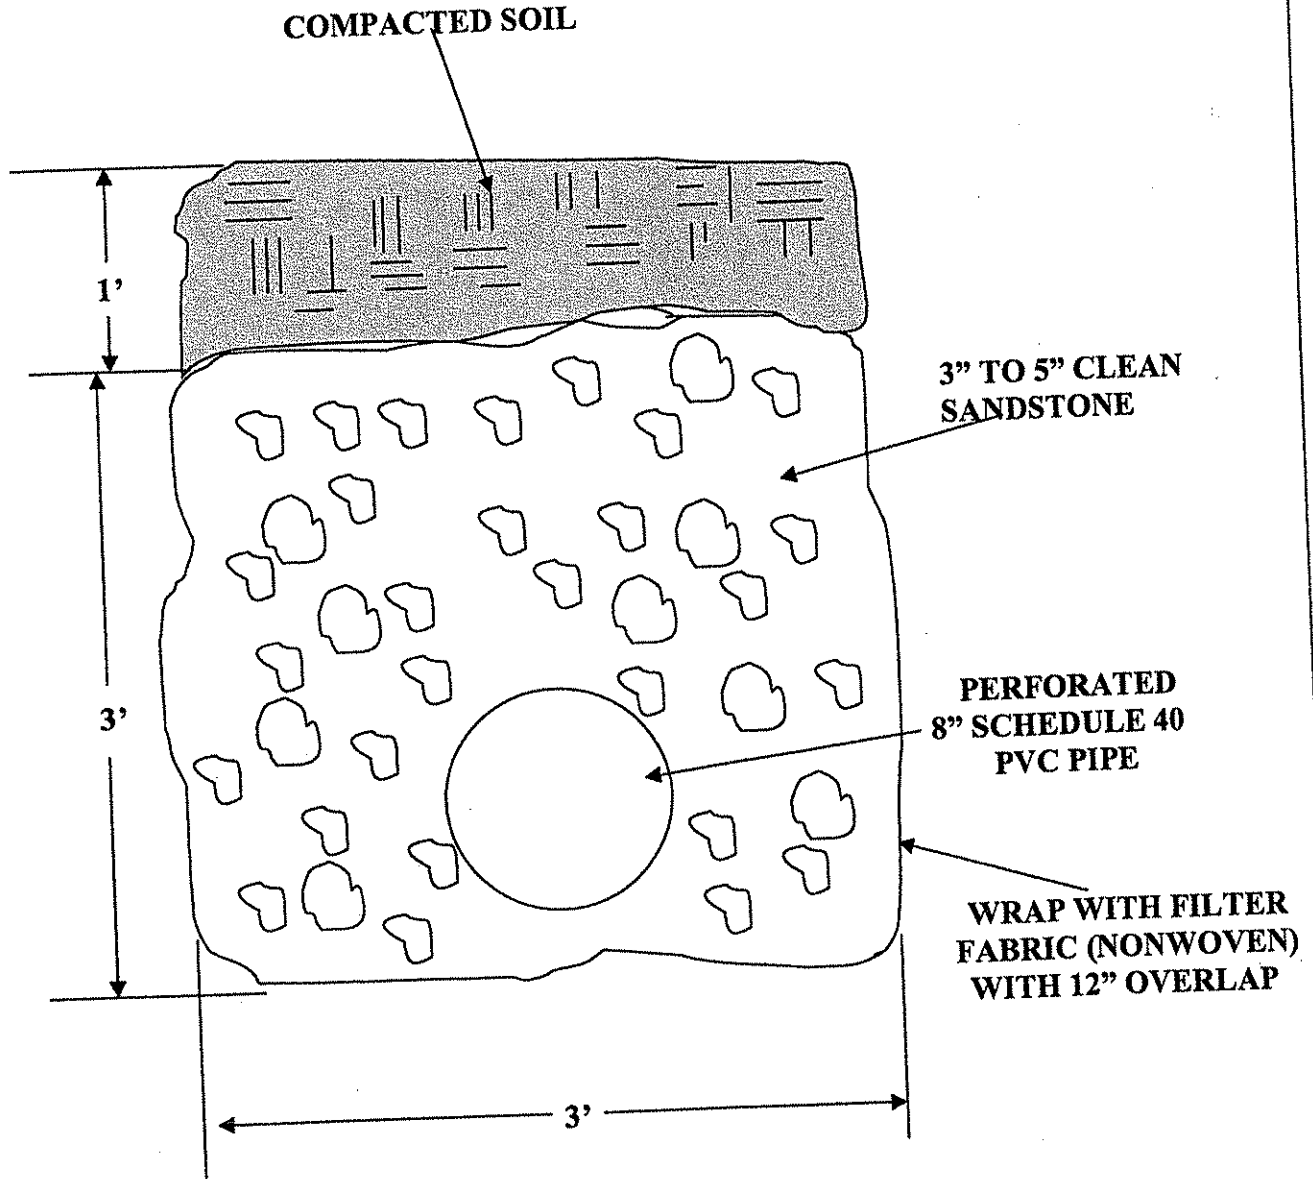 COMPACTED SOIL
1’
3” TO 5” CLEAN
SANDSTONE
3’
PERFORATED
8” SCHEDULE 40
PVC PIPE
WRAP WITH FILTER
FABRIC (NONWOVEN)
WITH 12” OVERLAP
3’